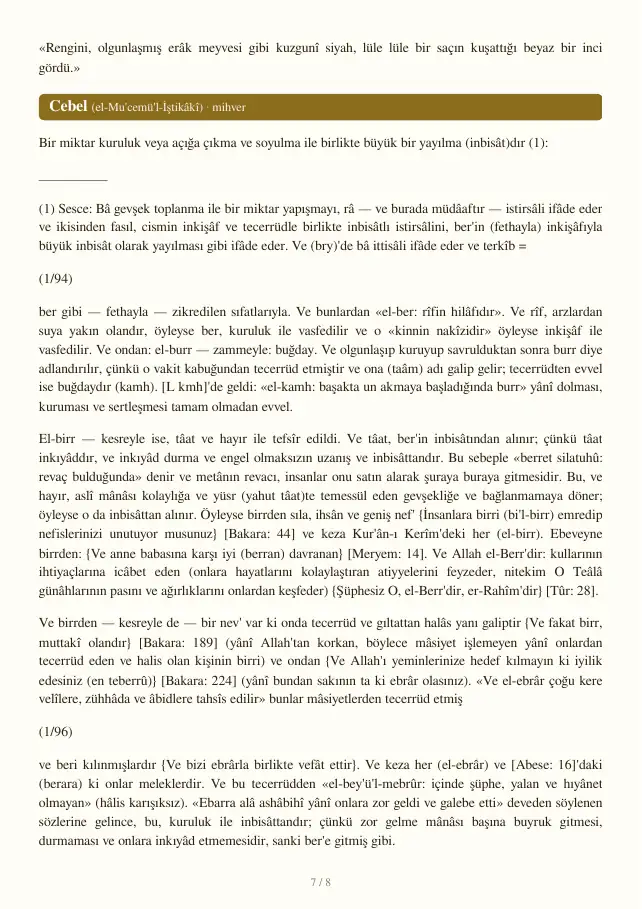 «Rengini, olgunlaşmış erâk meyvesi gibi kuzgunî siyah, lüle lüle bir saçın kuşattığı beyaz bir inci
gördü.»
Cebel (el-Mu'cemü'l-İştikâkî) · mihver
Bir miktar kuruluk veya açığa çıkma ve soyulma ile birlikte büyük bir yayılma (inbisât)dır (1):
__________
(1) Sesce: Bâ gevşek toplanma ile bir miktar yapışmayı, râ — ve burada müdâaftır — istirsâli ifâde eder
ve ikisinden fasıl, cismin inkişâf ve tecerrüdle birlikte inbisâtlı istirsâlini, ber'in (fethayla) inkişâfıyla
büyük inbisât olarak yayılması gibi ifâde eder. Ve (bry)'de bâ ittisâli ifâde eder ve terkîb =
(1/94)
ber gibi — fethayla — zikredilen sıfatlarıyla. Ve bunlardan «el-ber: rîfin hilâfıdır». Ve rîf, arzlardan
suya yakın olandır, öyleyse ber, kuruluk ile vasfedilir ve o «kinnin nakîzidir» öyleyse inkişâf ile
vasfedilir. Ve ondan: el-burr — zammeyle: buğday. Ve olgunlaşıp kuruyup savrulduktan sonra burr diye
adlandırılır, çünkü o vakit kabuğundan tecerrüd etmiştir ve ona (taâm) adı galip gelir; tecerrüdten evvel
ise buğdaydır (kamh). [L kmh]'de geldi: «el-kamh: başakta un akmaya başladığında burr» yânî dolması,
kuruması ve sertleşmesi tamam olmadan evvel.
El-birr — kesreyle ise, tâat ve hayır ile tefsîr edildi. Ve tâat, ber'in inbisâtından alınır; çünkü tâat
inkıyâddır, ve inkıyâd durma ve engel olmaksızın uzanış ve inbisâttandır. Bu sebeple «berret silatuhû:
revaç bulduğunda» denir ve metânın revacı, insanlar onu satın alarak şuraya buraya gitmesidir. Bu, ve
hayır, aslî mânâsı kolaylığa ve yüsr (yahut tâat)te temessül eden gevşekliğe ve bağlanmamaya döner;
öyleyse o da inbisâttan alınır. Öyleyse birrden sıla, ihsân ve geniş nef' {İnsanlara birri (bi'l-birr) emredip
nefislerinizi unutuyor musunuz} [Bakara: 44] ve keza Kur'ân-ı Kerîm'deki her (el-birr). Ebeveyne
birrden: {Ve anne babasına karşı iyi (berran) davranan} [Meryem: 14]. Ve Allah el-Berr'dir: kullarının
ihtiyaçlarına icâbet eden (onlara hayatlarını kolaylaştıran atiyyelerini feyzeder, nitekim O Teâlâ
günâhlarının pasını ve ağırlıklarını onlardan keşfeder) {Şüphesiz O, el-Berr'dir, er-Rahîm'dir} [Tûr: 28].
Ve birrden — kesreyle de — bir nev' var ki onda tecerrüd ve gıltattan halâs yanı galiptir {Ve fakat birr,
muttakî olandır} [Bakara: 189] (yânî Allah'tan korkan, böylece mâsiyet işlemeyen yânî onlardan
tecerrüd eden ve halis olan kişinin birri) ve ondan {Ve Allah'ı yeminlerinize hedef kılmayın ki iyilik
edesiniz (en teberrû)} [Bakara: 224] (yânî bundan sakının ta ki ebrâr olasınız). «Ve el-ebrâr çoğu kere
velîlere, zühhâda ve âbidlere tahsîs edilir» bunlar mâsiyetlerden tecerrüd etmiş
(1/96)
ve beri kılınmışlardır {Ve bizi ebrârla birlikte vefât ettir}. Ve keza her (el-ebrâr) ve [Abese: 16]'daki
(berara) ki onlar meleklerdir. Ve bu tecerrüdden «el-bey'ü'l-mebrûr: içinde şüphe, yalan ve hıyânet
olmayan» (hâlis karışıksız). «Ebarra alâ ashâbihî yânî onlara zor geldi ve galebe etti» deveden söylenen
sözlerine gelince, bu, kuruluk ile inbisâttandır; çünkü zor gelme mânâsı başına buyruk gitmesi,
durmaması ve onlara inkıyâd etmemesidir, sanki ber'e gitmiş gibi.
7 / 8